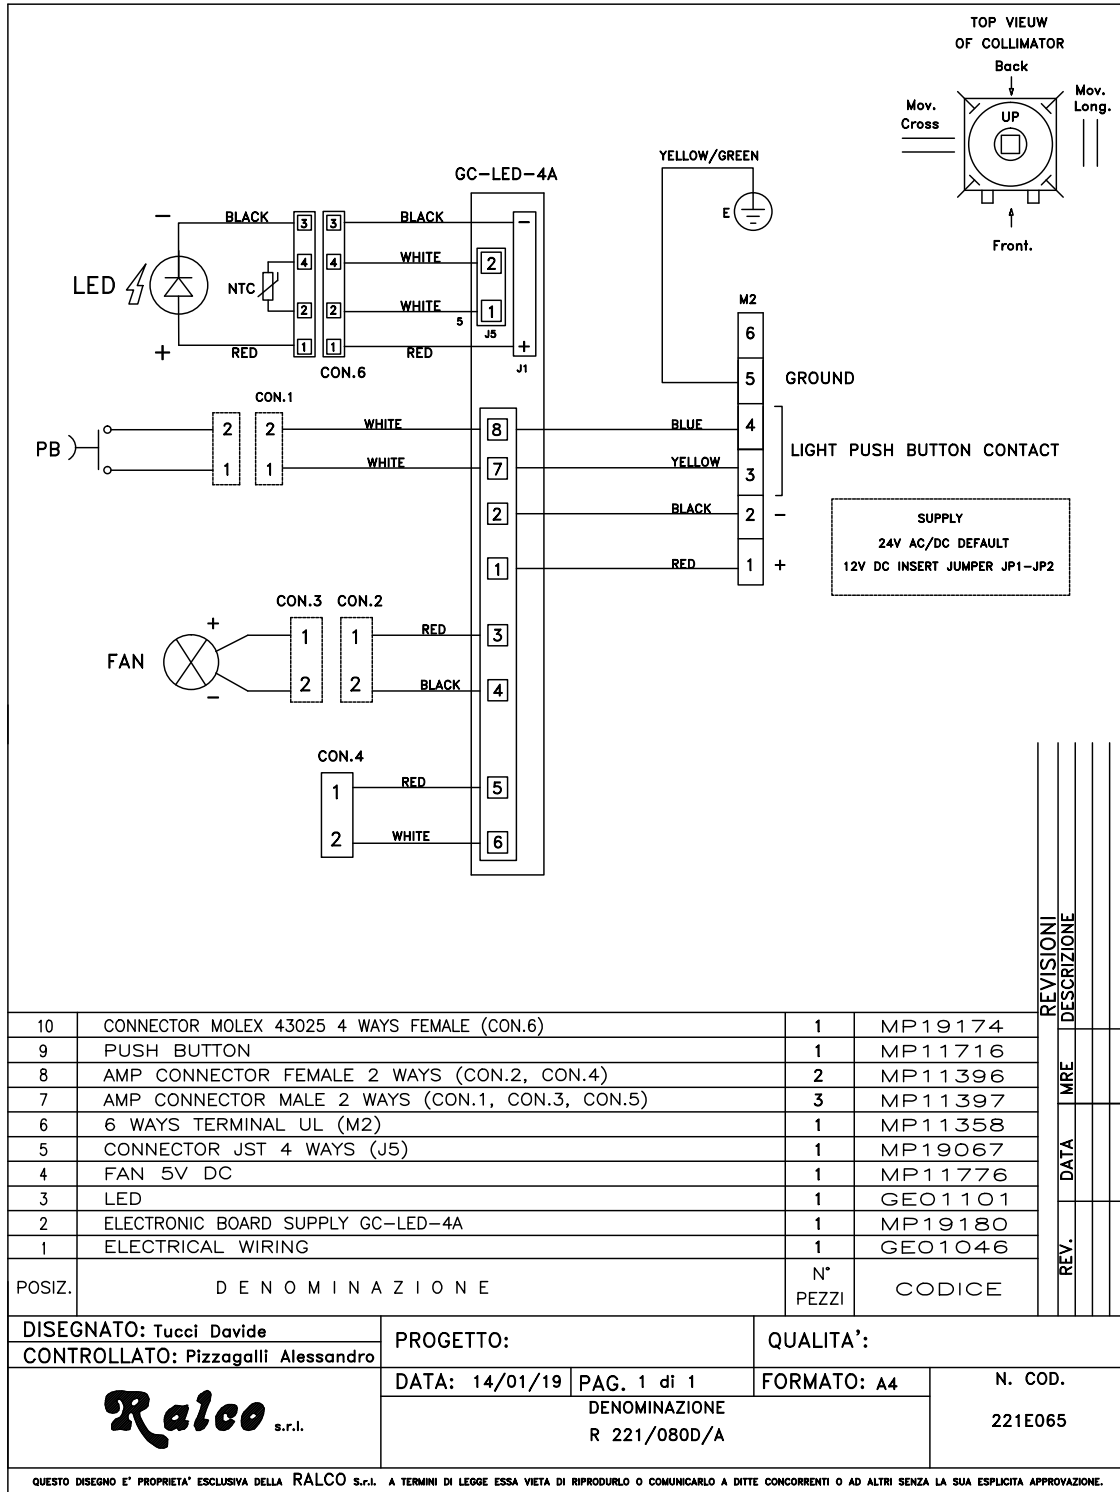 TOP VIEUW
OF COLLIMATOR
Back
Mov.
Long.
Mov.
Cross
UP
Front.
YELLOW/GREEN
E
GC-LED-4A
LED
−
+
BLACK
NTC
RED
3 3
4 4
2 2
1 1
CON.6
BLACK
WHITE
WHITE
5
RED
−
2
1
J5
+
J1
M2
6
5 GROUND
4
3
LIGHT PUSH BUTTON CONTACT
2 −
1 +
CON.1
PB
2 2 WHITE 8 BLUE
1 1 WHITE 7 YELLOW
2 BLACK
1 RED
SUPPLY
24V AC/DC DEFAULT
12V DC INSERT JUMPER JP1-JP2
CON.3 CON.2
FAN
+
−
1 1 RED 3
2 2 BLACK 4
CON.4
1 RED 5
2 WHITE 6
REVISIONI
DESCRIZIONE
MRE
DATA
REV.
10 CONNECTOR MOLEX 43025 4 WAYS FEMALE (CON.6) 1 MP19174
9 PUSH BUTTON 1 MP11716
8 AMP CONNECTOR FEMALE 2 WAYS (CON.2, CON.4) 2 MP11396
7 AMP CONNECTOR MALE 2 WAYS (CON.1, CON.3, CON.5) 3 MP11397
6 6 WAYS TERMINAL UL (M2) 1 MP11358
5 CONNECTOR JST 4 WAYS (J5) 1 MP19067
4 FAN 5V DC 1 MP11776
3 LED 1 GE01101
2 ELECTRONIC BOARD SUPPLY GC-LED-4A 1 MP19180
1 ELECTRICAL WIRING 1 GE01046
POSIZ. DENOMINAZIONE N° PEZZI CODICE
DISEGNATO: Tucci Davide
CONTROLLATO: Pizzagalli Alessandro
PROGETTO:
QUALITA':
Ralco s.r.l.
DATA: 14/01/19
PAG. 1 di 1
FORMATO: A4
N. COD.
221E065
DENOMINAZIONE
R 221/080D/A
QUESTO DISEGNO E' PROPRIETA' ESCLUSIVA DELLA RALCO S.r.l. A TERMINI DI LEGGE ESSA VIETA DI RIPRODURLO O COMUNICARLO A DITTE CONCORRENTI O AD ALTRI SENZA LA SUA ESPLICITA APPROVAZIONE.